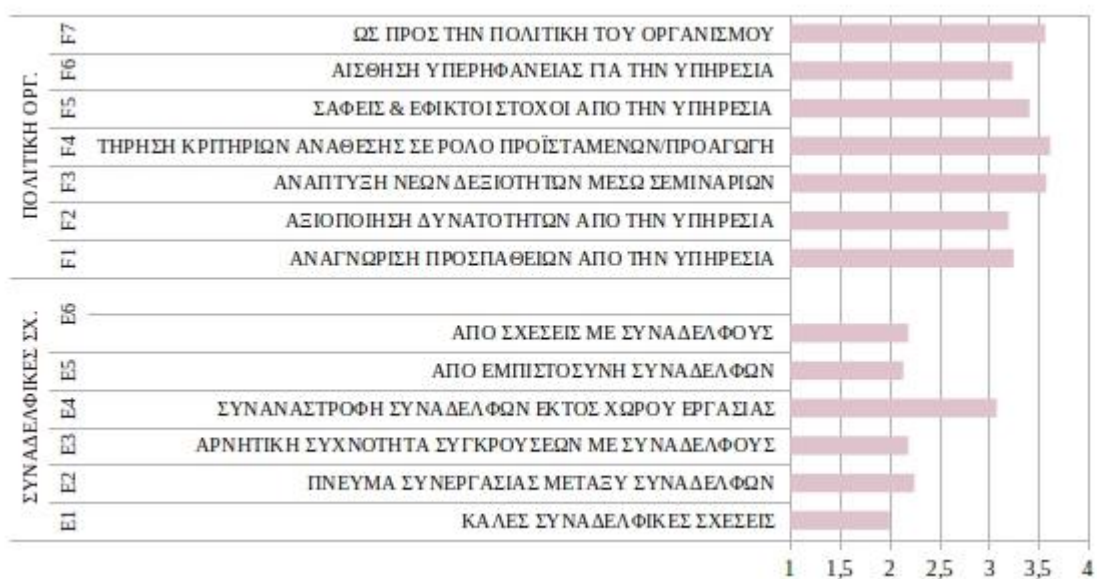 ΠΟΛΙΤΙΚΗ ΟΡΓ.
F7 ΩΣ ΠΡΟΣ ΤΗΝ ΠΟΛΙΤΙΚΗ ΤΟΥ ΟΡΓΑΝΙΣΜΟΥ
F6 ΑΙΣΘΗΣΗ ΥΠΕΡΗΦΑΝΕΙΑΣ ΓΙΑ ΤΗΝ ΥΠΗΡΕΣΙΑ
F5 ΣΑΦΕΙΣ & ΕΦΙΚΤΟΙ ΣΤΟΧΟΙ ΑΠΟ ΤΗΝ ΥΠΗΡΕΣΙΑ
F4 ΤΗΡΗΣΗ ΚΡΙΤΗΡΙΩΝ ΑΝΑΘΕΣΗΣ ΣΕ ΡΟΛΟ ΠΡΟΪΣΤΑΜΕΝΩΝ/ΠΡΟΑΓΩΓΗ
F3 ΑΝΑΠΤΥΞΗ ΝΕΩΝ ΔΕΞΙΟΤΗΤΩΝ ΜΕΣΩ ΣΕΜΙΝΑΡΙΩΝ
F2 ΑΞΙΟΠΟΙΗΣΗ ΔΥΝΑΤΟΤΗΤΩΝ ΑΠΟ ΤΗΝ ΥΠΗΡΕΣΙΑ
F1 ΑΝΑΓΝΩΡΙΣΗ ΠΡΟΣΠΑΘΕΙΩΝ ΑΠΟ ΤΗΝ ΥΠΗΡΕΣΙΑ
ΣΥΝΑΔΕΛΦΙΚΕΣ ΣΧ.
E6 ΑΠΟ ΣΧΕΣΕΙΣ ΜΕ ΣΥΝΑΔΕΛΦΟΥΣ
E5 ΑΠΟ ΕΜΠΙΣΤΟΣΥΝΗ ΣΥΝΑΔΕΛΦΩΝ
E4 ΣΥΝΑΝΑΣΤΡΟΦΗ ΣΥΝΑΔΕΛΦΩΝ ΕΚΤΟΣ ΧΩΡΟΥ ΕΡΓΑΣΙΑΣ
E3 ΑΡΝΗΤΙΚΗ ΣΥΧΝΟΤΗΤΑ ΣΥΓΚΡΟΥΣΕΩΝ ΜΕ ΣΥΝΑΔΕΛΦΟΥΣ
E2 ΠΝΕΥΜΑ ΣΥΝΕΡΓΑΣΙΑΣ ΜΕΤΑΞΥ ΣΥΝΑΔΕΛΦΩΝ
E1 ΚΑΛΕΣ ΣΥΝΑΔΕΛΦΙΚΕΣ ΣΧΕΣΕΙΣ
1 1,5 2 2,5 3 3,5 4